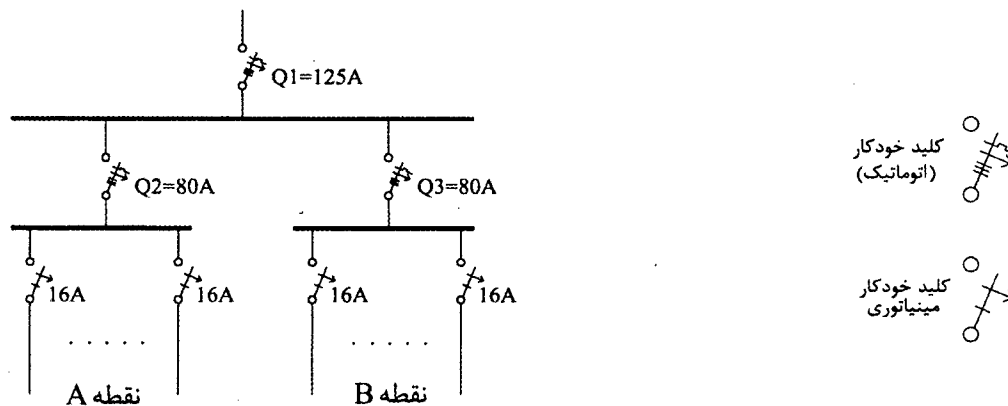 Q1=125A
Q2=80A
Q3=80A
16A
16A
16A
16A
نقطه A
نقطه B
کلید خودکار
(اتوماتیک)
کلید خودکار
مینیاتوری